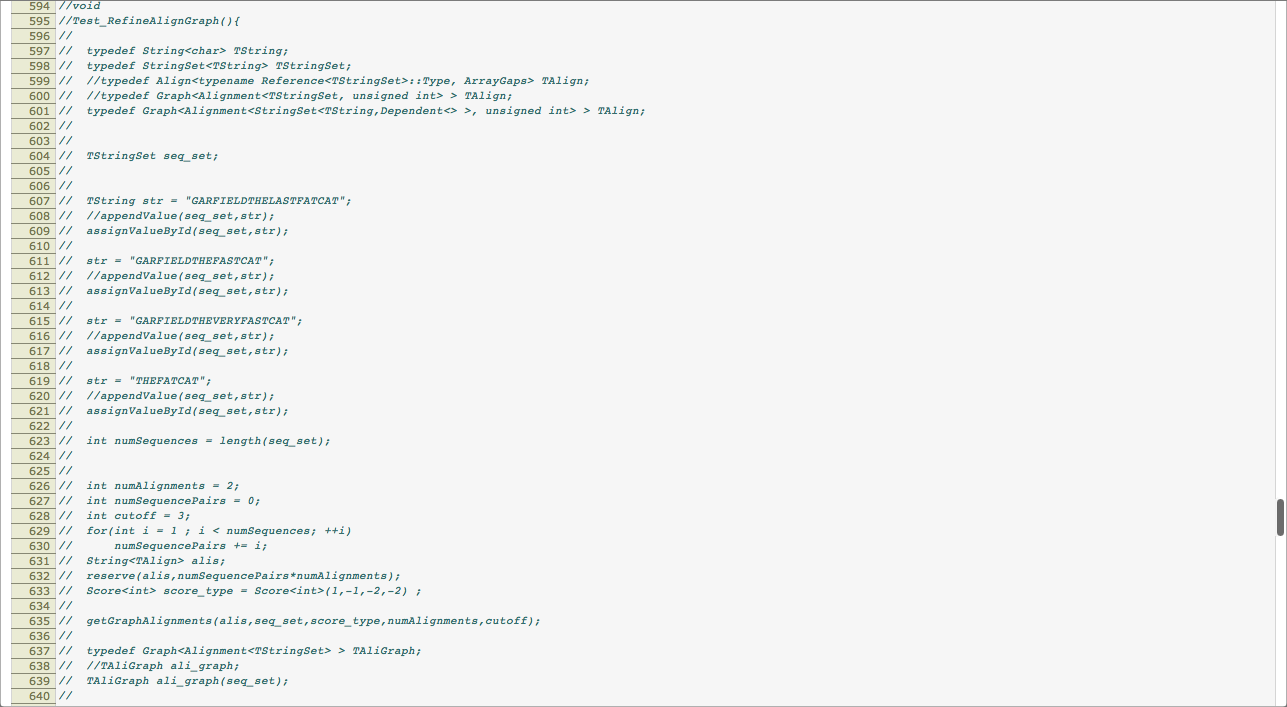 594 //void
595 //Test_RefineAlignGraph(){
596 //
597 //  typedef String<char> TString;
598 //  typedef StringSet<TString> TStringSet;
599 //  //typedef Align<typename Reference<TStringSet>::Type, ArrayGaps> TAlign;
600 //  //typedef Graph<Alignment<TStringSet, unsigned int> > TAlign;
601 //  typedef Graph<Alignment<StringSet<TString,Dependent<> >, unsigned int> > TAlign;
602 //
603 //
604 //  TStringSet seq_set;
605 //
606 //
607 //  TString str = "GARFIELDTHELASTFATCAT";
608 //  //appendValue(seq_set,str);
609 //  assignValueById(seq_set,str);
610 //
611 //  str = "GARFIELDTHEFASTCAT";
612 //  //appendValue(seq_set,str);
613 //  assignValueById(seq_set,str);
614 //
615 //  str = "GARFIELDTHEVERYFASTCAT";
616 //  //appendValue(seq_set,str);
617 //  assignValueById(seq_set,str);
618 //
619 //  str = "THEFATCAT";
620 //  //appendValue(seq_set,str);
621 //  assignValueById(seq_set,str);
622 //
623 //  int numSequences = length(seq_set);
624 //
625 //
626 //  int numAlignments = 2;
627 //  int numSequencePairs = 0;
628 //  int cutoff = 3;
629 //  for(int i = 1 ; i < numSequences; ++i)
630 //      numSequencePairs += i;
631 //  String<TAlign> alis;
632 //  reserve(alis,numSequencePairs*numAlignments);
633 //  Score<int> score_type = Score<int>(1,-1,-2,-2) ;
634 //
635 //  getGraphAlignments(alis,seq_set,score_type,numAlignments,cutoff);
636 //
637 //  typedef Graph<Alignment<TStringSet> > TAliGraph;
638 //  //TAliGraph ali_graph;
639 //  TAliGraph ali_graph(seq_set);
640 //